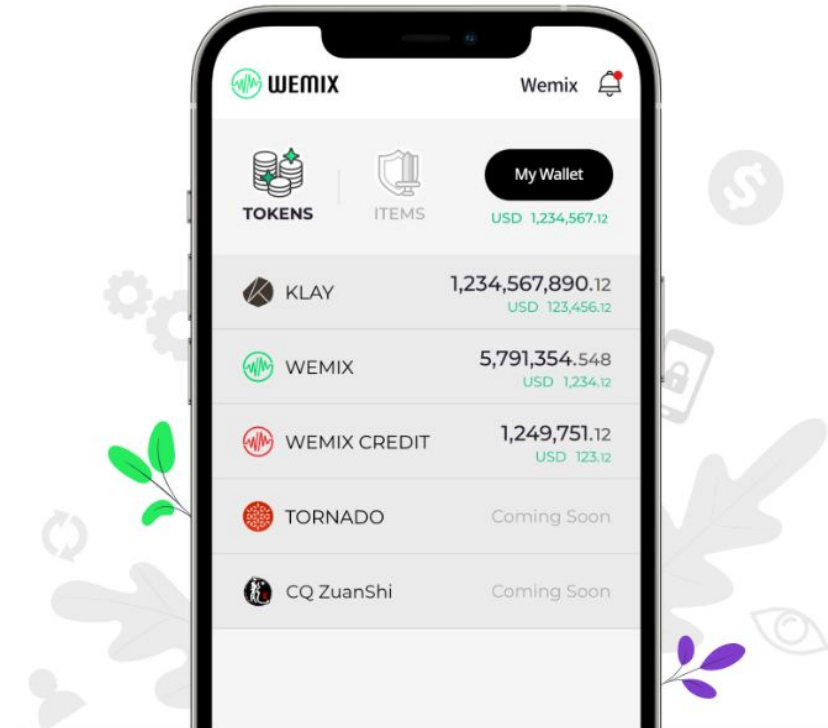 WEMIX
Wemix
TOKENS
ITEMS
My Wallet
USD 1,234,567.12
KLAY
1,234,567,890.12
USD 123,456.12
WEMIX
5,791,354.548
USD 1,234.12
WEMIX CREDIT
1,249,751.12
USD 123.12
TORNADO
Coming Soon
CQ ZuanShi
Coming Soon